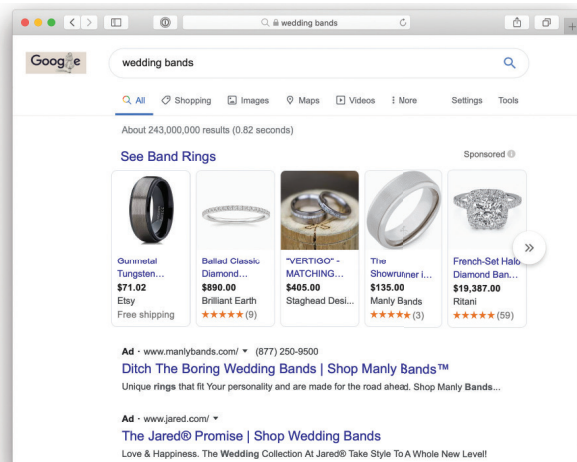 wedding bands
Google
wedding bands
All Shopping Images Maps Videos More Settings Tools
About 243,000,000 results (0.82 seconds)
See Band Rings
Sponsored
Gunmetal
Tungsten...
$71.02
Etsy
Free shipping
Ballad Classic
Diamond...
$890.00
Brilliant Earth
(9)
"VERTIGO" -
MATCHING...
$405.00
Staghead Desi...
The
Showrunner i...
$135.00
Manly Bands
(3)
French-Set Halo
Diamond Ban...
$19,387.00
Ritani
(59)
Ad · www.manlybands.com/ (877) 250-9500
Ditch The Boring Wedding Bands | Shop Manly Bands™
Unique rings that fit Your personality and are made for the road ahead. Shop Manly Bands...
Ad · www.jared.com/
The Jared® Promise | Shop Wedding Bands
Love & Happiness. The Wedding Collection At Jared® Take Style To A Whole New Level!